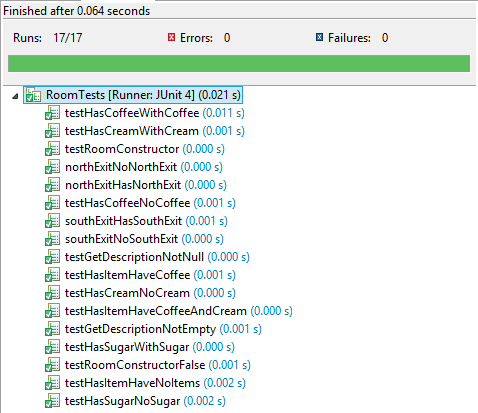 Finished after 0.064 seconds
Runs: 17/17 Errors: 0 Failures: 0
RoomTests [Runner: JUnit 4] (0.021 s)
testHasCoffeeWithCoffee (0.011 s)
testHasCreamWithCream (0.001 s)
testRoomConstructor (0.000 s)
northExitNoNorthExit (0.000 s)
northExitHasNorthExit (0.000 s)
testHasCoffeeNoCoffee (0.001 s)
southExitHasSouthExit (0.001 s)
southExitNoSouthExit (0.000 s)
testGetDescriptionNotNull (0.000 s)
testHasItemHaveCoffee (0.001 s)
testHasCreamNoCream (0.000 s)
testHasItemHaveCoffeeAndCream (0.000 s)
testGetDescriptionNotEmpty (0.001 s)
testHasSugarWithSugar (0.000 s)
testRoomConstructorFalse (0.001 s)
testHasItemHaveNoItems (0.002 s)
testHasSugarNoSugar (0.002 s)